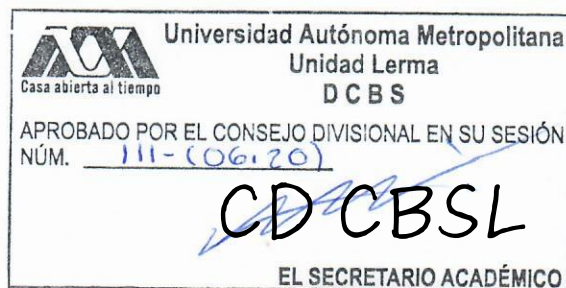 Universidad Autónoma Metropolitana
Unidad Lerma
Casa abierta al tiempo
DCBS
APROBADO POR EL CONSEJO DIVISIONAL EN SU SESIÓN
NÚM. III-(06.20)
CD CBSL
EL SECRETARIO ACADÉMICO